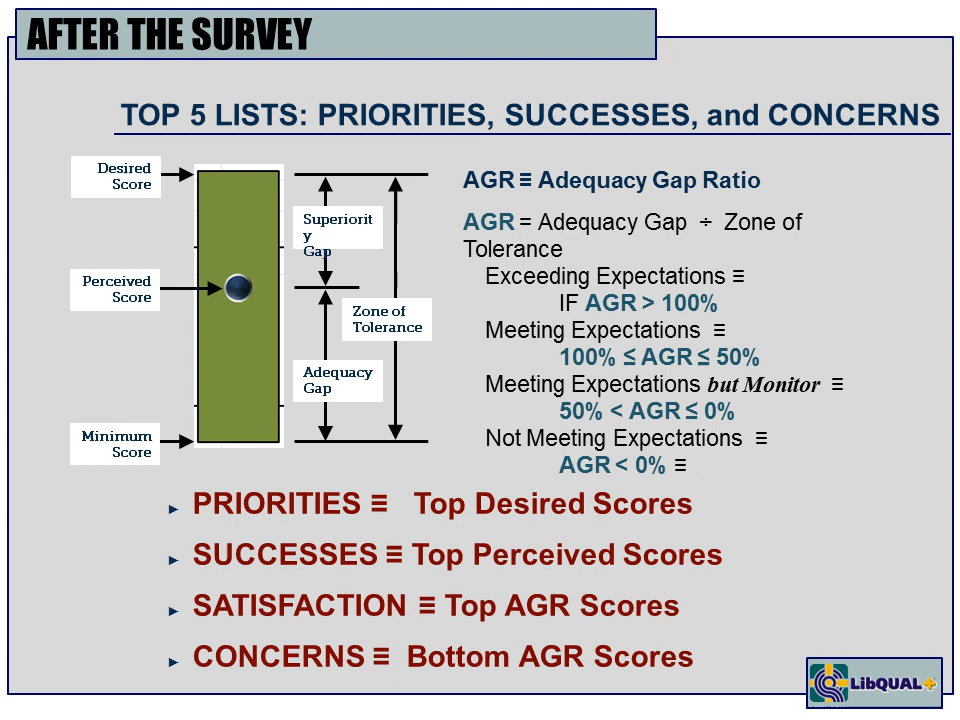 AFTER THE SURVEY
TOP 5 LISTS: PRIORITIES, SUCCESSES, and CONCERNS
Desired
Score
Superiorit
y
Gap
Perceived
Score
Zone of
Tolerance
Adequacy
Gap
Minimum
Score
AGR ≡ Adequacy Gap Ratio
AGR = Adequacy Gap ÷ Zone of
Tolerance
Exceeding Expectations ≡
IF AGR > 100%
Meeting Expectations ≡
100% ≤ AGR ≤ 50%
Meeting Expectations but Monitor ≡
50% < AGR ≤ 0%
Not Meeting Expectations ≡
AGR < 0% ≡
► PRIORITIES ≡ Top Desired Scores
► SUCCESSES ≡ Top Perceived Scores
► SATISFACTION ≡ Top AGR Scores
► CONCERNS ≡ Bottom AGR Scores
LibQUAL+